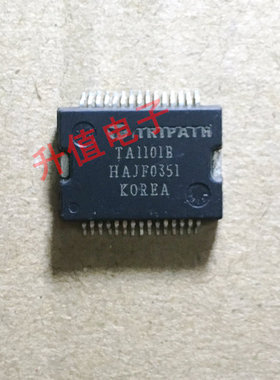 TRIPATH
TA1101B
HAJF0351
KOREA
升值电子